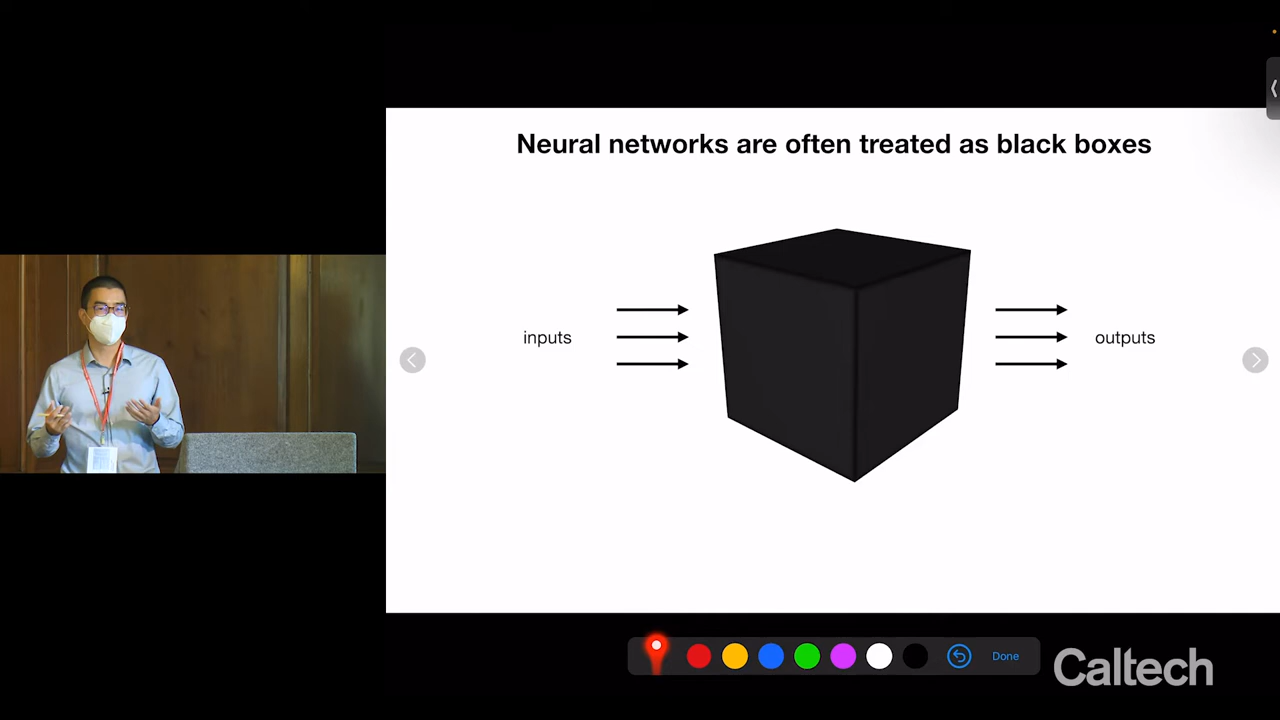 Neural networks are often treated as black boxes
inputs
outputs
Done
Caltech